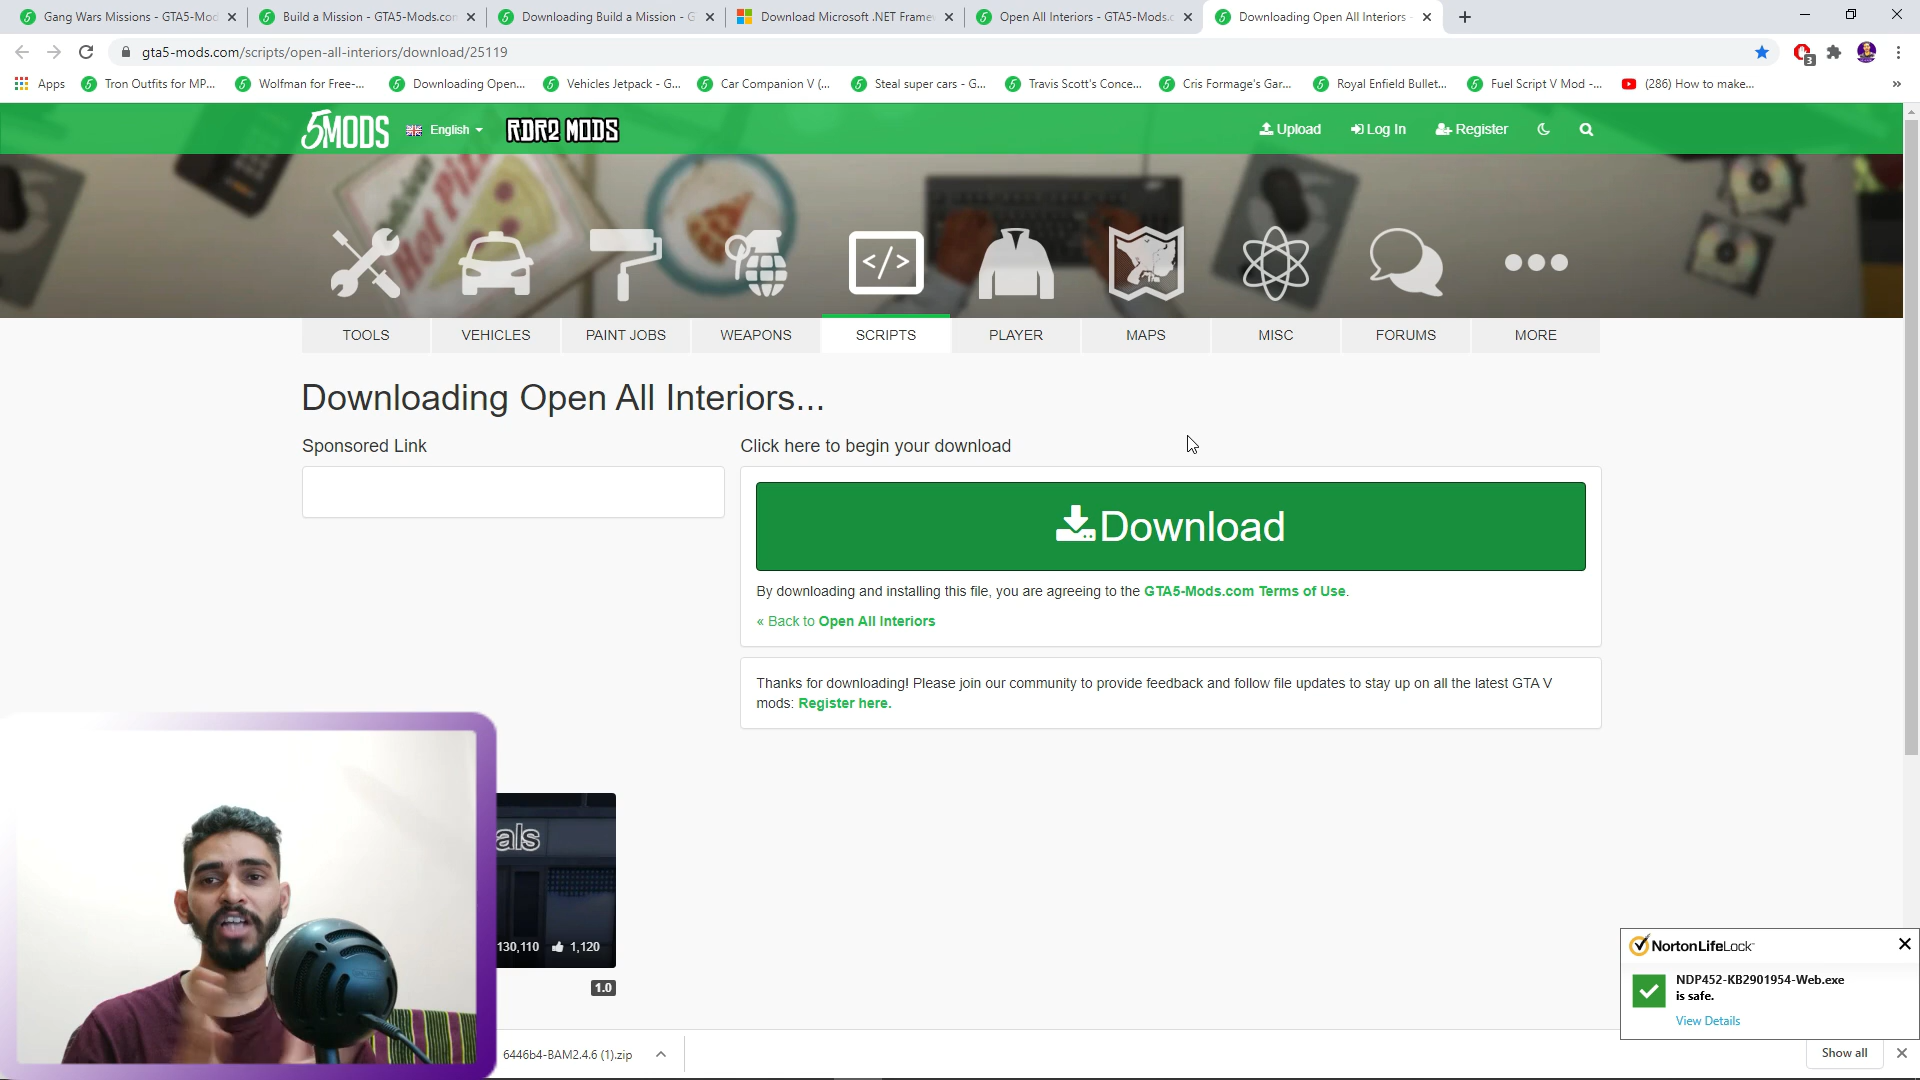 Gang Wars Missions - GTA5-Mod
Build a Mission - GTA5-Mods.com
Downloading Build a Mission - G
Download Microsoft .NET Frame
Open All Interiors - GTA5-Mods.c
Downloading Open All Interiors -
gta5-mods.com/scripts/open-all-interiors/download/25119
3
Apps
Tron Outfits for MP...
Wolfman for Free-...
Downloading Open...
Vehicles Jetpack - G...
Car Companion V (...
Steal super cars - G...
Travis Scott's Conce...
Cris Formage's Gar...
Royal Enfield Bullet...
Fuel Script V Mod -...
(286) How to make...
»
5MODS
English
RDR2 MODS
Upload
Log In
Register
Hot Pizza
</>
TOOLS
VEHICLES
PAINT JOBS
WEAPONS
SCRIPTS
PLAYER
MAPS
MISC
FORUMS
MORE
Downloading Open All Interiors...
Sponsored Link
Click here to begin your download
Download
By downloading and installing this file, you are agreeing to the GTA5-Mods.com Terms of Use.
« Back to Open All Interiors
Thanks for downloading! Please join our community to provide feedback and follow file updates to stay up on all the latest GTA V
mods: Register here.
als
130,110
1,120
1.0
NortonLifeLock
NDP452-KB2901954-Web.exe
is safe.
View Details
6446b4-BAM2.4.6 (1).zip
Show all